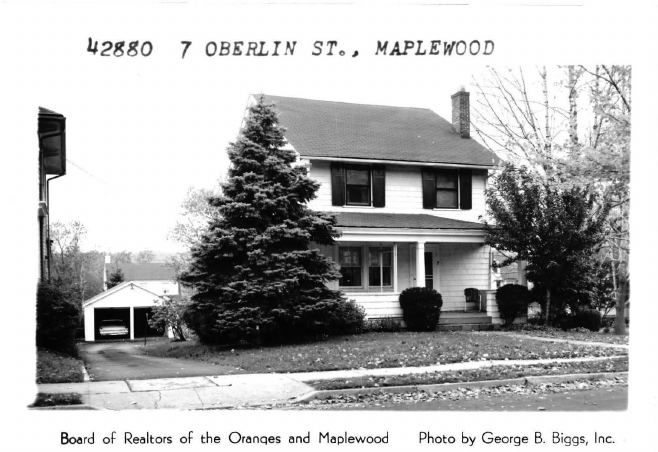 42880 7 OBERLIN ST., MAPLEWOOD
Board of Realtors of the Oranges and Maplewood Photo by George B. Biggs, Inc.